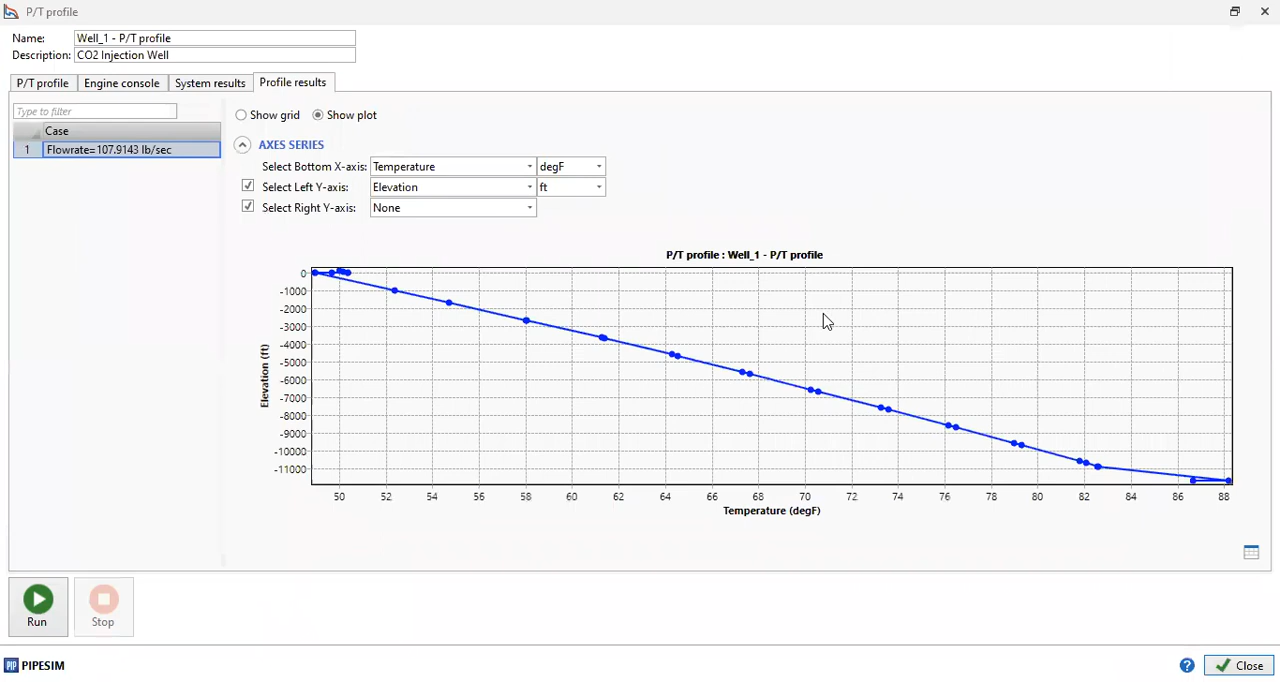 P/T profile
Name: Well_1 - P/T profile
Description: CO2 Injection Well
P/T profile Engine console System results Profile results
Type to filter
Case
1 Flowrate=107.9143 lb/sec
Show grid Show plot
AXES SERIES
Select Bottom X-axis: Temperature degF
Select Left Y-axis: Elevation ft
Select Right Y-axis: None
P/T profile : Well_1 - P/T profile
Elevation (ft)
0
-1000
-2000
-3000
-4000
-5000
-6000
-7000
-8000
-9000
-10000
-11000
50 52 54 56 58 60 62 64 66 68 70 72 74 76 78 80 82 84 86 88
Temperature (degF)
Run Stop
PIP PIPESIM
? Close